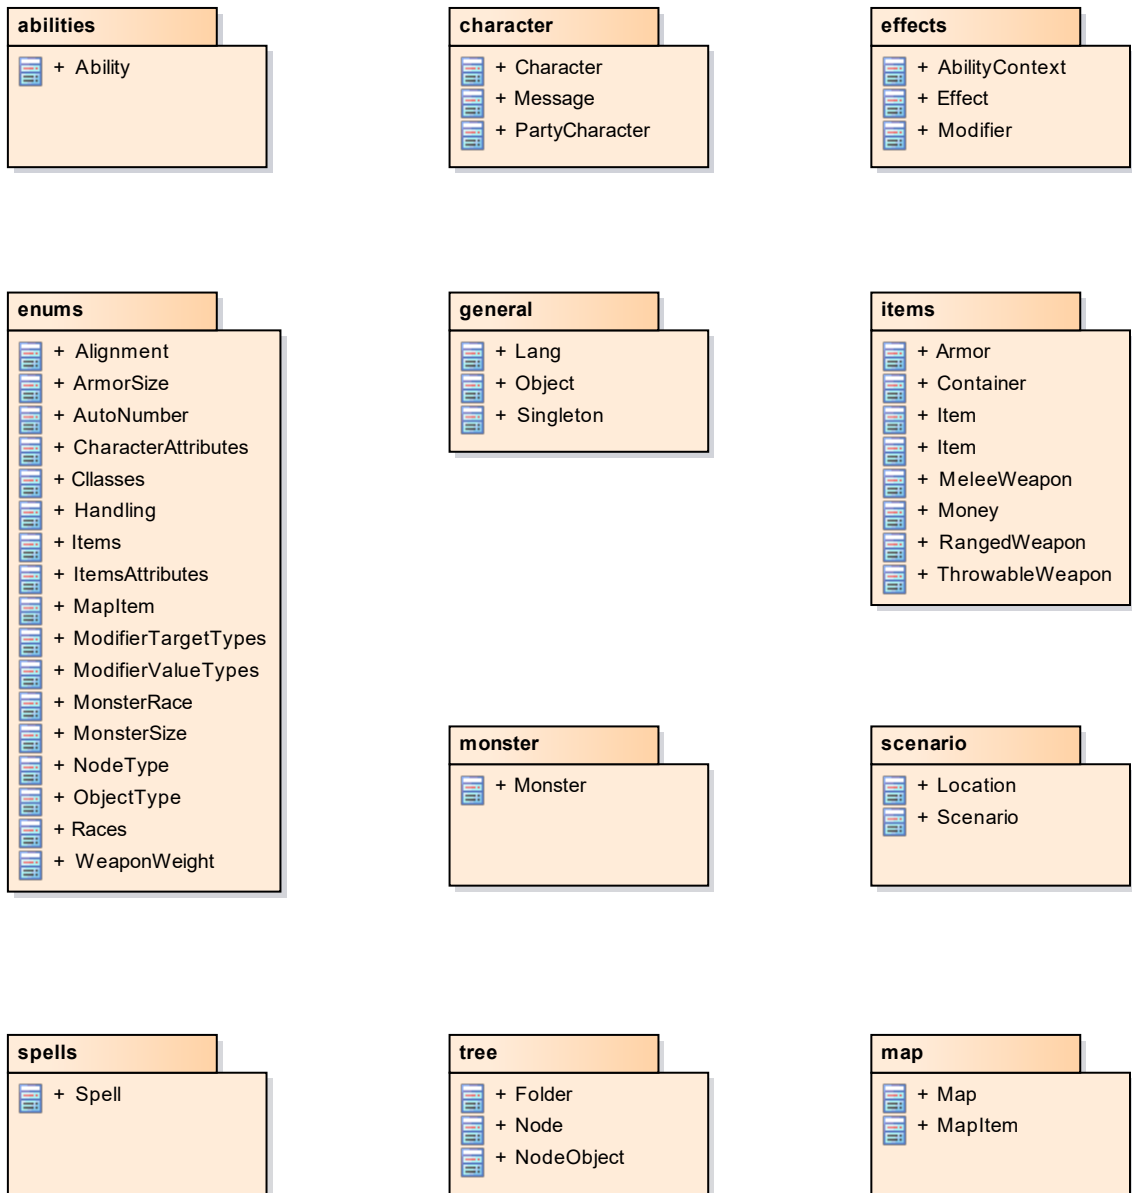 abilities
+ Ability
character
+ Character
+ Message
+ PartyCharacter
effects
+ AbilityContext
+ Effect
+ Modifier
enums
+ Alignment
+ ArmorSize
+ AutoNumber
+ CharacterAttributes
+ Cllasses
+ Handling
+ Items
+ ItemsAttributes
+ MapItem
+ ModifierTargetTypes
+ ModifierValueTypes
+ MonsterRace
+ MonsterSize
+ NodeType
+ ObjectType
+ Races
+ WeaponWeight
general
+ Lang
+ Object
+ Singleton
items
+ Armor
+ Container
+ Item
+ Item
+ MeleeWeapon
+ Money
+ RangedWeapon
+ ThrowableWeapon
monster
+ Monster
scenario
+ Location
+ Scenario
spells
+ Spell
tree
+ Folder
+ Node
+ NodeObject
map
+ Map
+ MapItem